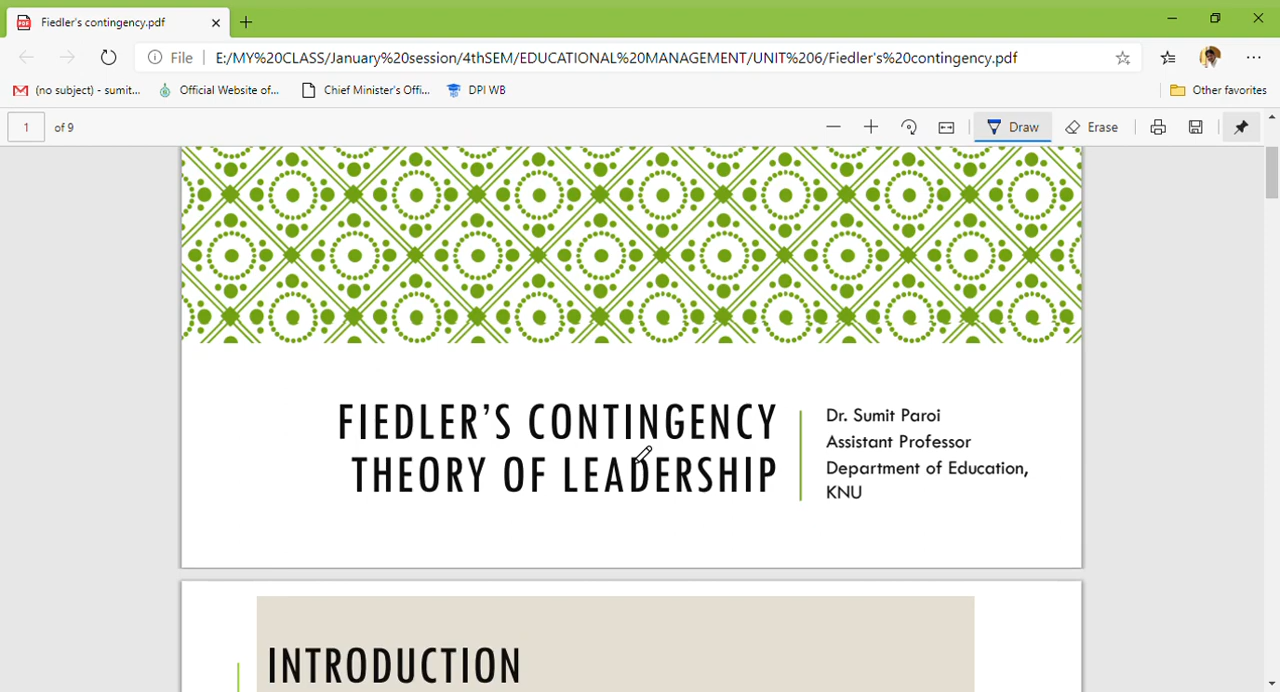 Fiedler's contingency.pdf
File
E:/MY%20CLASS/January%20session/4thSEM/EDUCATIONAL%20MANAGEMENT/UNIT%206/Fiedler's%20contingency.pdf
(no subject) - sumit...
Official Website of...
Chief Minister's Offi...
DPI WB
Other favorites
1 of 9
Draw
Erase
FIEDLER'S CONTINGENCY
THEORY OF LEADERSHIP
Dr. Sumit Paroi
Assistant Professor
Department of Education,
KNU
INTRODUCTION